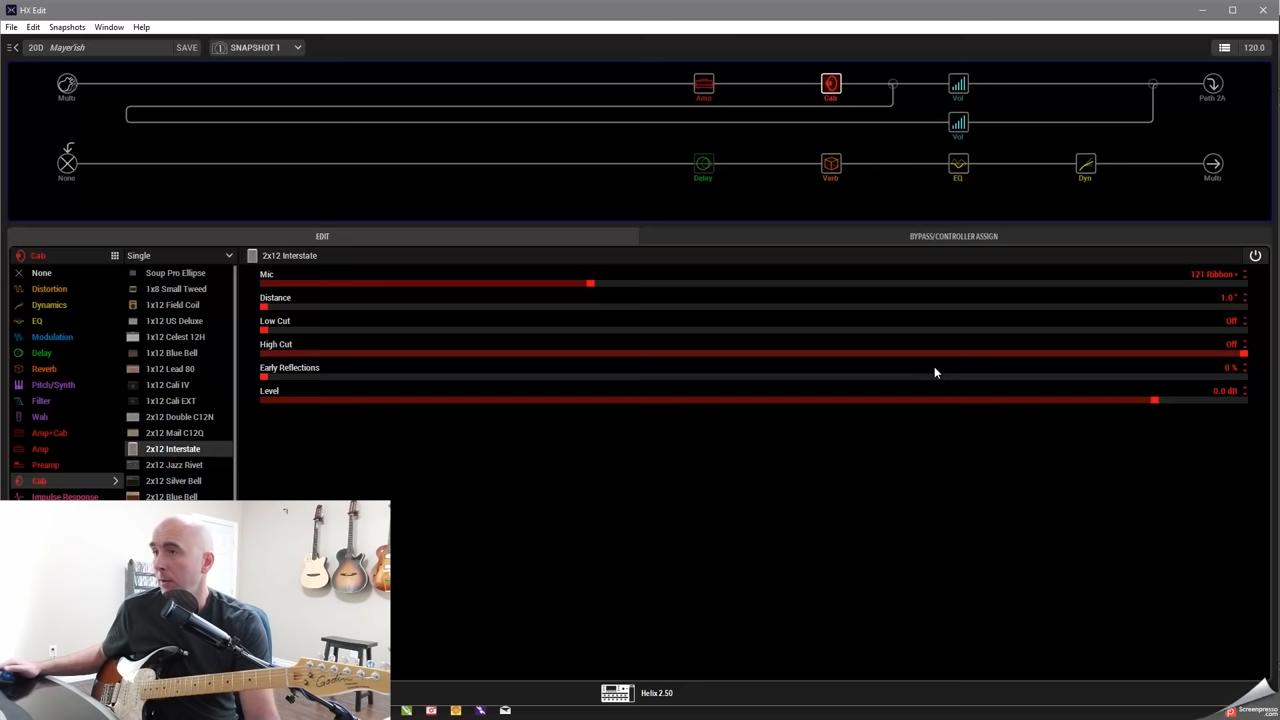 HX Edit
File Edit Snapshots Window Help
20D Mayer'ish SAVE 1 SNAPSHOT 1 120.0
Multi Amp Cab Vol Path 2A
Vol
None Delay Verb EQ Dyn Multi
EDIT BYPASS/CONTROLLER ASSIGN
Cab Single 2x12 Interstate
None Soup Pro Ellipse Mic 121 Ribbon
Distortion 1x8 Small Tweed
Dynamics 1x12 Field Coil Distance 1.0"
EQ 1x12 US Deluxe Low Cut Off
Modulation 1x12 Celest 12H High Cut Off
Delay 1x12 Blue Bell
Reverb 1x12 Lead 80 Early Reflections 0 %
Pitch/Synth 1x12 Cali IV Level 0.0 dB
Filter 1x12 Cali EXT
Wah 2x12 Double C12N
Amp+Cab 2x12 Mail C12Q
Amp 2x12 Interstate
Preamp 2x12 Jazz Rivet
Cab 2x12 Silver Bell
Impulse Response 2x12 Blue Bell
Godin
Helix 2.50
Screenpresso
.com